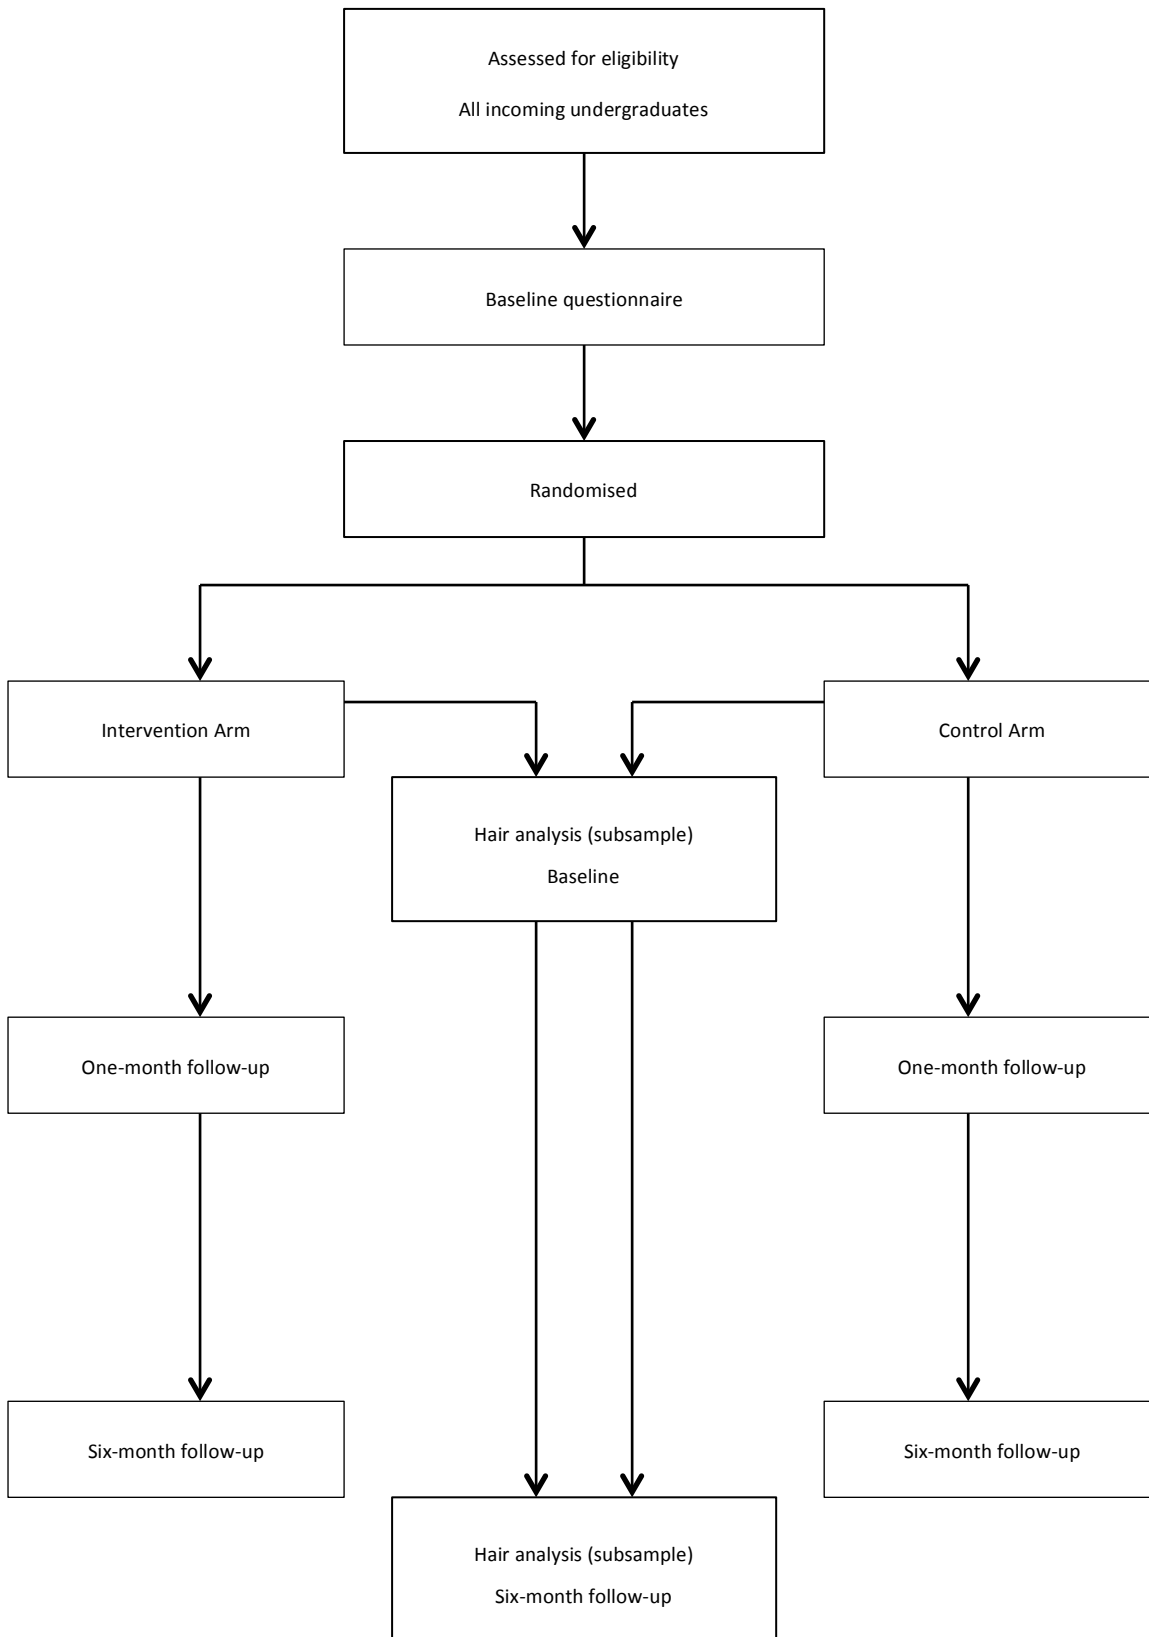 Assessed for eligibility
All incoming undergraduates
Baseline questionnaire
Randomised
Intervention Arm
Control Arm
Hair analysis (subsample)
Baseline
One-month follow-up
One-month follow-up
Six-month follow-up
Six-month follow-up
Hair analysis (subsample)
Six-month follow-up